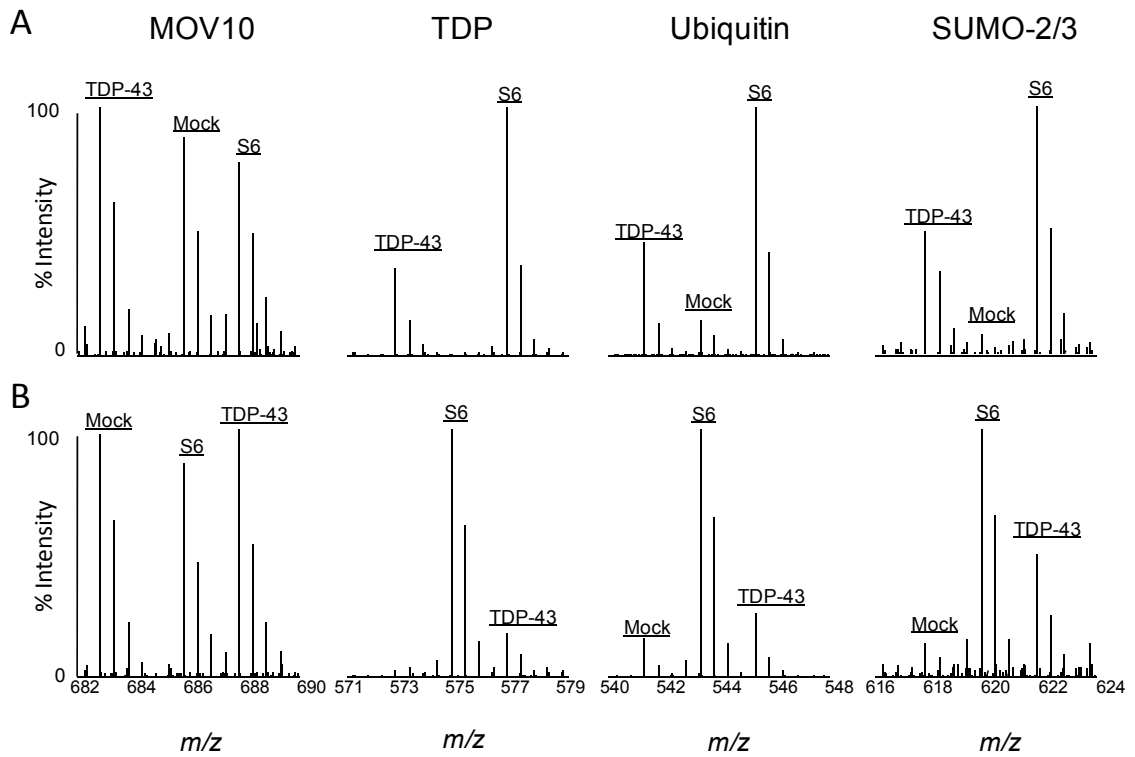 A
MOV10
TDP
Ubiquitin
SUMO-2/3
100
% Intensity
0
TDP-43
Mock
S6
TDP-43
S6
TDP-43
Mock
S6
TDP-43
Mock
S6
B
100
% Intensity
0
Mock
S6
TDP-43
S6
TDP-43
Mock
S6
TDP-43
Mock
S6
TDP-43
682 684 686 688 690
571 573 575 577 579
540 542 544 546 548
616 618 620 622 624
m/z
m/z
m/z
m/z